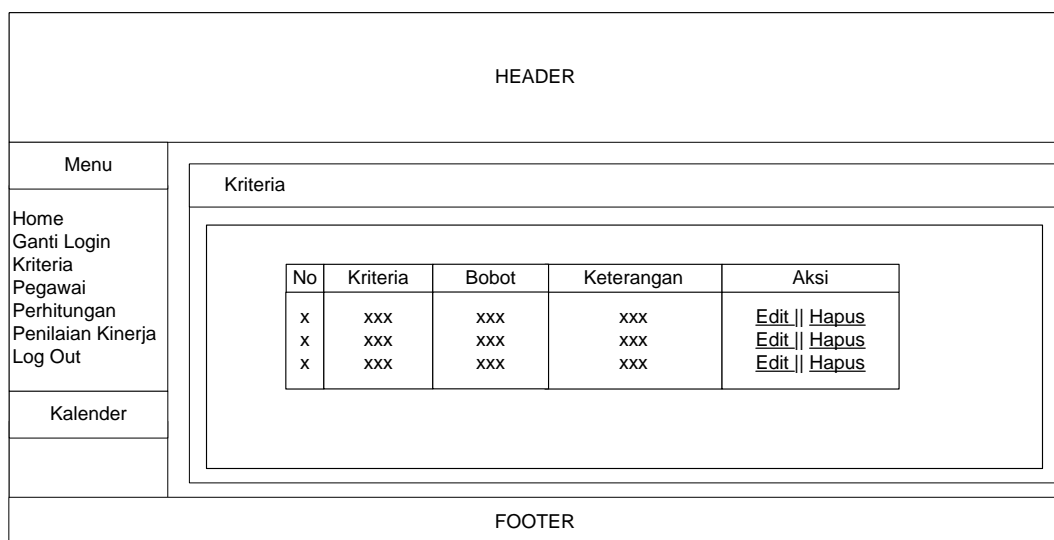 HEADER
Menu
Home
Ganti Login
Kriteria
Pegawai
Perhitungan
Penilaian Kinerja
Log Out
Kalender
Kriteria
No Kriteria Bobot Keterangan Aksi
x xxx xxx xxx Edit || Hapus
x xxx xxx xxx Edit || Hapus
x xxx xxx xxx Edit || Hapus
FOOTER